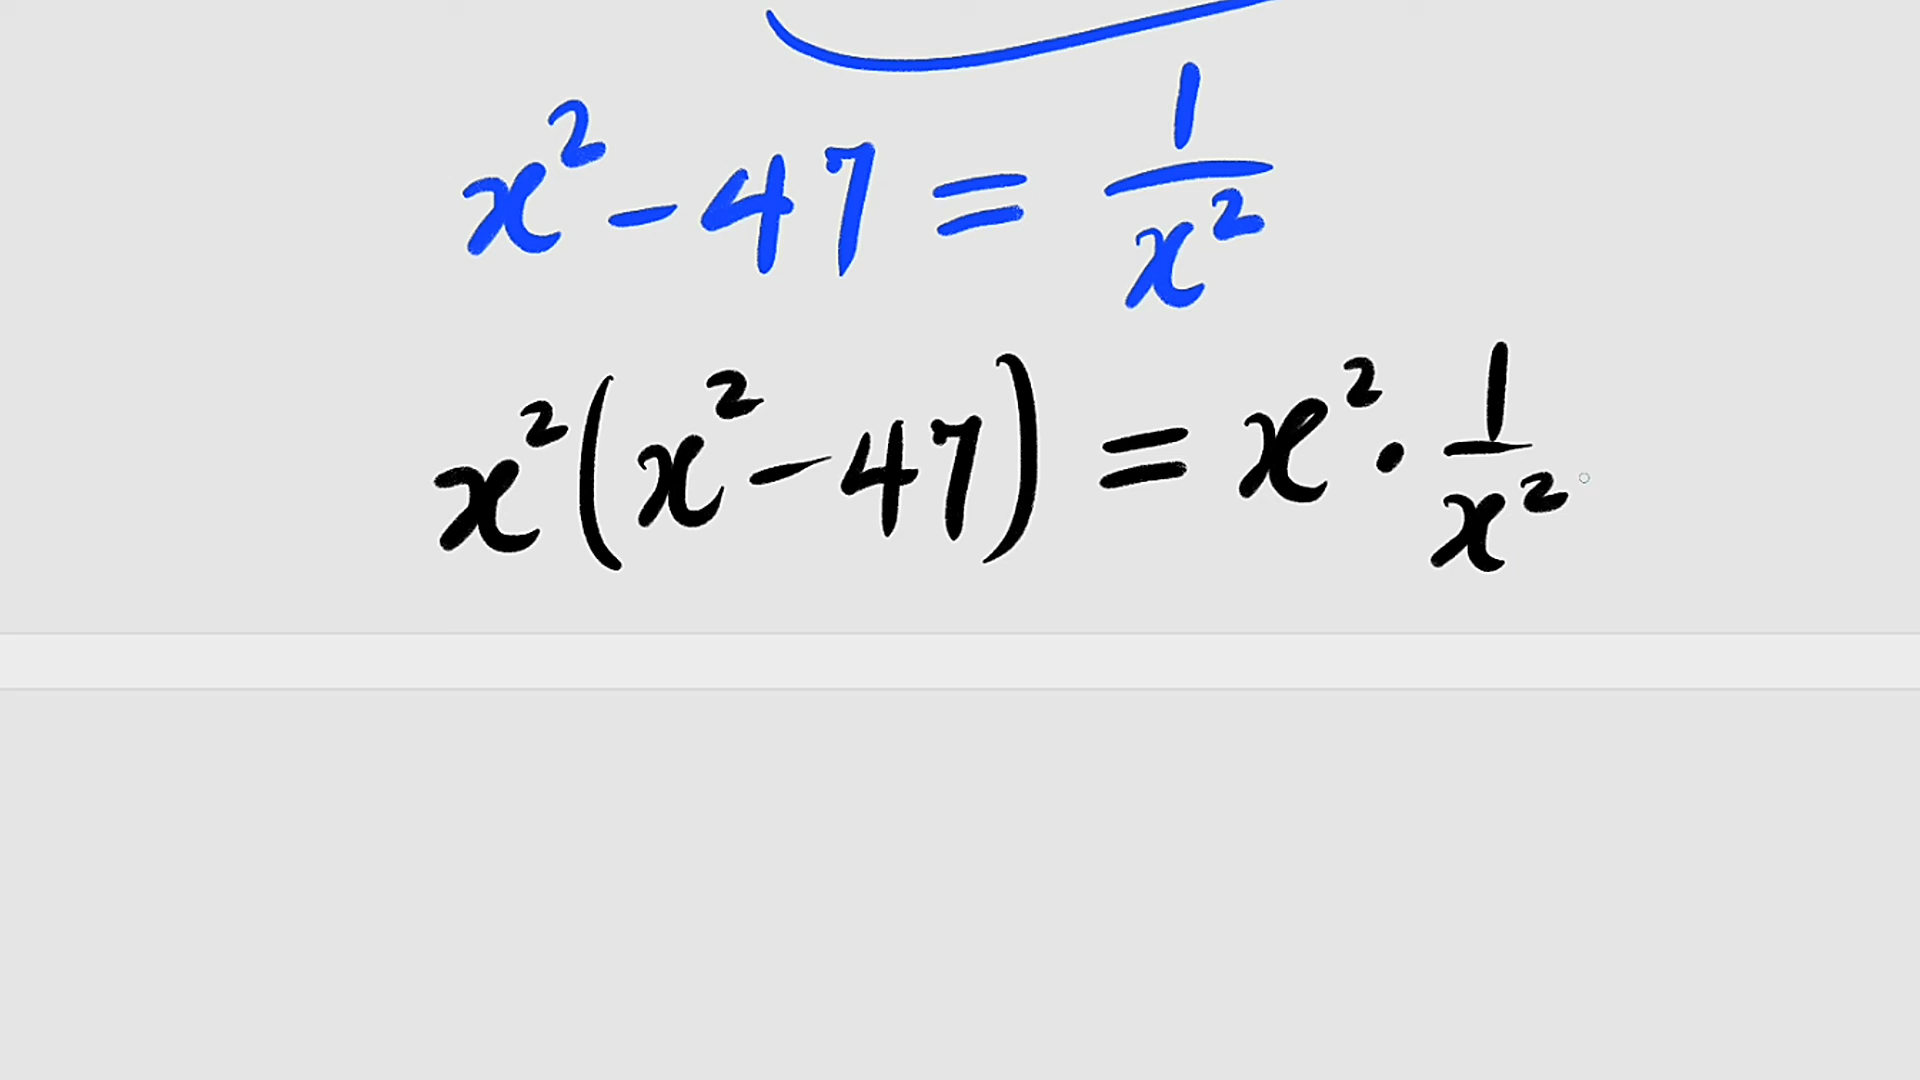 x² - 47 = 1/x²
x²(x² - 47) = x² · 1/x²